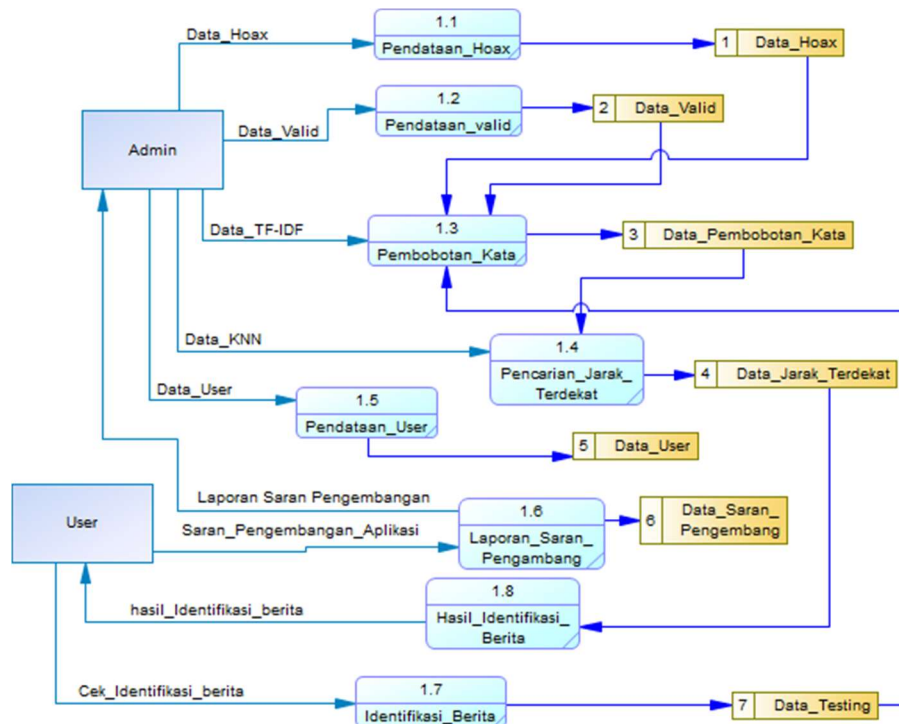 1.1
Data_Hoax
Pendataan_Hoax
1 Data_Hoax
1.2
Data_Valid
Pendataan_valid
2 Data_Valid
Admin
Data_TF-IDF
1.3
Pembobotan_Kata
3 Data_Pembobotan_Kata
Data_KNN
1.4
Pencarian_Jarak_
Terdekat
4 Data_Jarak_Terdekat
Data_User
1.5
Pendataan_User
5 Data_User
Laporan Saran Pengembangan
User
Saran_Pengembangan_Aplikasi
1.6
Laporan_Saran_
Pengambang
6 Data_Saran_
Pengembang
hasil_Identifikasi_berita
1.8
Hasil_Identifikasi_
Berita
Cek_Identifikasi_berita
1.7
Identifikasi_Berita
7 Data_Testing